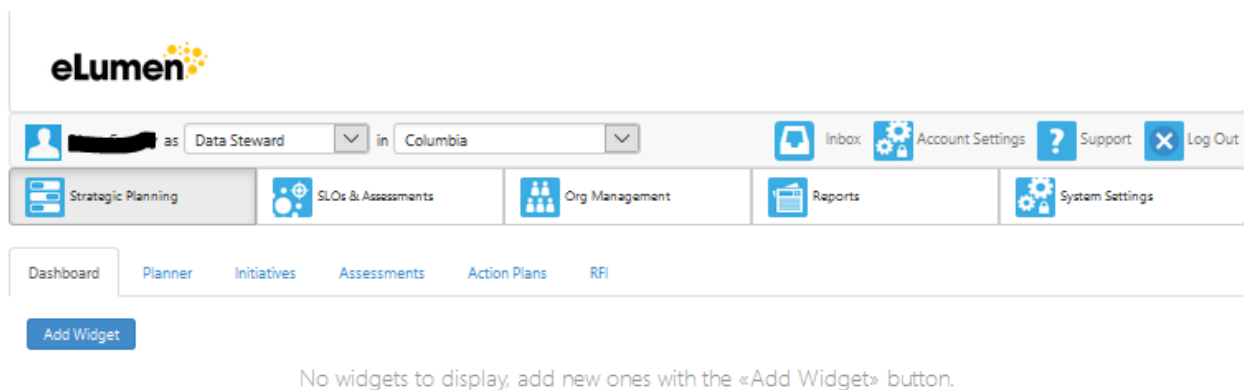 eLumen
as Data Steward in Columbia Inbox Account Settings Support Log Out
Strategic Planning SLOs & Assessments Org Management Reports System Settings
Dashboard Planner Initiatives Assessments Action Plans RFI
Add Widget
No widgets to display, add new ones with the «Add Widget» button.